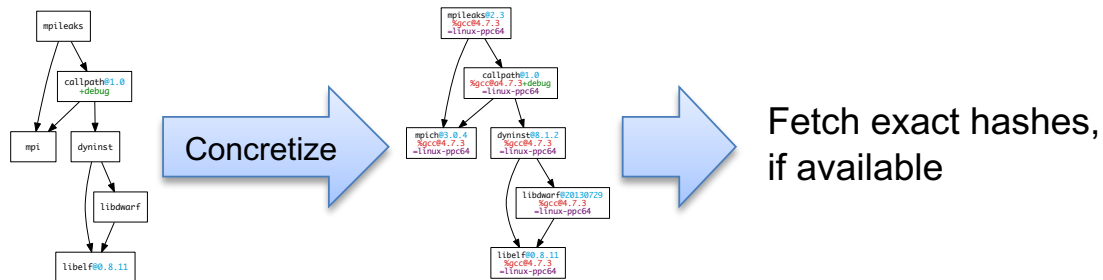 mpileaks
callpath@1.0
+debug
mpi
dyninst
libdwarf
libelf@0.8.11
Concretize
mpileaks@2.3
%gcc@4.7.3
=linux-ppc64
callpath@1.0
%gcc@o4.7.3+debug
=linux-ppc64
mpich@3.0.4
%gcc@4.7.3
=linux-ppc64
dyninst@8.1.2
%gcc@4.7.3
=linux-ppc64
libdwarf@20130729
%gcc@4.7.3
=linux-ppc64
libelf@0.8.11
%gcc@4.7.3
=linux-ppc64
Fetch exact hashes,
if available